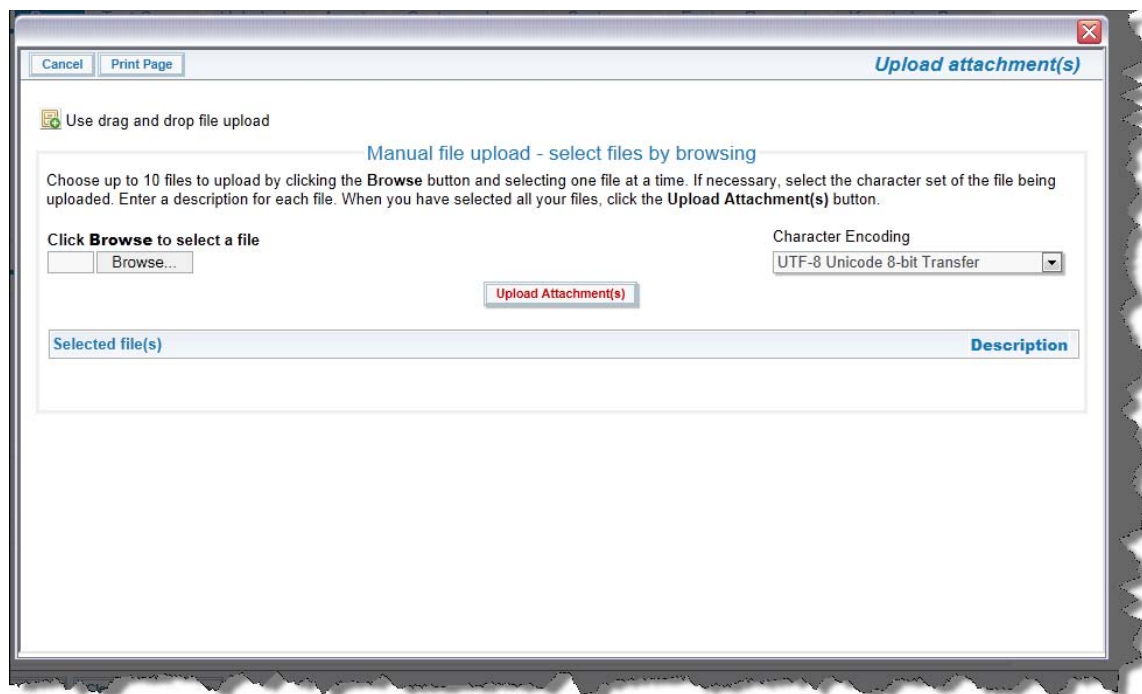 Cancel Print Page Upload attachment(s)
Use drag and drop file upload
Manual file upload - select files by browsing
Choose up to 10 files to upload by clicking the Browse button and selecting one file at a time. If necessary, select the character set of the file being
uploaded. Enter a description for each file. When you have selected all your files, click the Upload Attachment(s) button.
Click Browse to select a file Character Encoding
Browse... UTF-8 Unicode 8-bit Transfer
Upload Attachment(s)
Selected file(s) Description